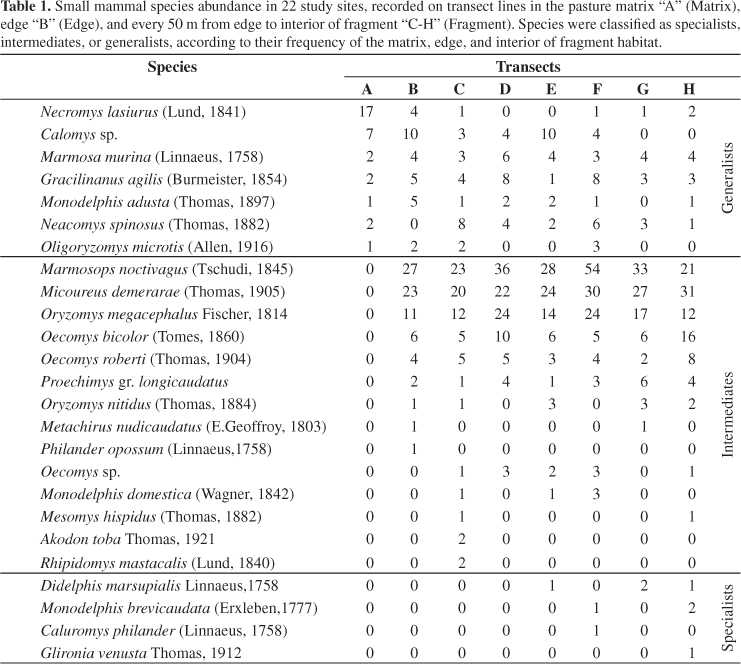 Table 1. Small mammal species abundance in 22 study sites, recorded on transect lines in the pasture matrix “A” (Matrix),
edge “B” (Edge), and every 50 m from edge to interior of fragment “C-H” (Fragment). Species were classified as specialists,
intermediates, or generalists, according to their frequency of the matrix, edge, and interior of fragment habitat.
Species Transects
A B C D E F G H
Necromys lasiurus (Lund, 1841) 17 4 1 0 0 1 1 2
Calomys sp. 7 10 3 4 10 4 0 0
Marmosa murina (Linnaeus, 1758) 2 4 3 6 4 3 4 4
Gracilinanus agilis (Burmeister, 1854) 2 5 4 8 1 8 3 3
Monodelphis adusta (Thomas, 1897) 1 5 1 2 2 1 0 1
Neacomys spinosus (Thomas, 1882) 2 0 8 4 2 6 3 1
Oligoryzomys microtis (Allen, 1916) 1 2 2 0 0 3 0 0
Generalists
Marmosops noctivagus (Tschudi, 1845) 0 27 23 36 28 54 33 21
Micoureus demerarae (Thomas, 1905) 0 23 20 22 24 30 27 31
Oryzomys megacephalus Fischer, 1814 0 11 12 24 14 24 17 12
Oecomys bicolor (Tomes, 1860) 0 6 5 10 6 5 6 16
Oecomys roberti (Thomas, 1904) 0 4 5 5 3 4 2 8
Proechimys gr. longicaudatus 0 2 1 4 1 3 6 4
Oryzomys nitidus (Thomas, 1884) 0 1 1 0 3 0 3 2
Metachirus nudicaudatus (E.Geoffroy, 1803) 0 1 0 0 0 0 1 0
Philander opossum (Linnaeus,1758) 0 1 0 0 0 0 0 0
Oecomys sp. 0 0 1 3 2 3 0 1
Monodelphis domestica (Wagner, 1842) 0 0 1 0 1 3 0 0
Mesomys hispidus (Thomas, 1882) 0 0 1 0 0 0 0 1
Akodon toba Thomas, 1921 0 0 2 0 0 0 0 0
Rhipidomys mastacalis (Lund, 1840) 0 0 2 0 0 0 0 0
Intermediates
Didelphis marsupialis Linnaeus,1758 0 0 0 0 1 0 2 1
Monodelphis brevicaudata (Erxleben,1777) 0 0 0 0 0 1 0 2
Caluromys philander (Linnaeus, 1758) 0 0 0 0 0 1 0 0
Glironia venusta Thomas, 1912 0 0 0 0 0 0 0 1
Specialists